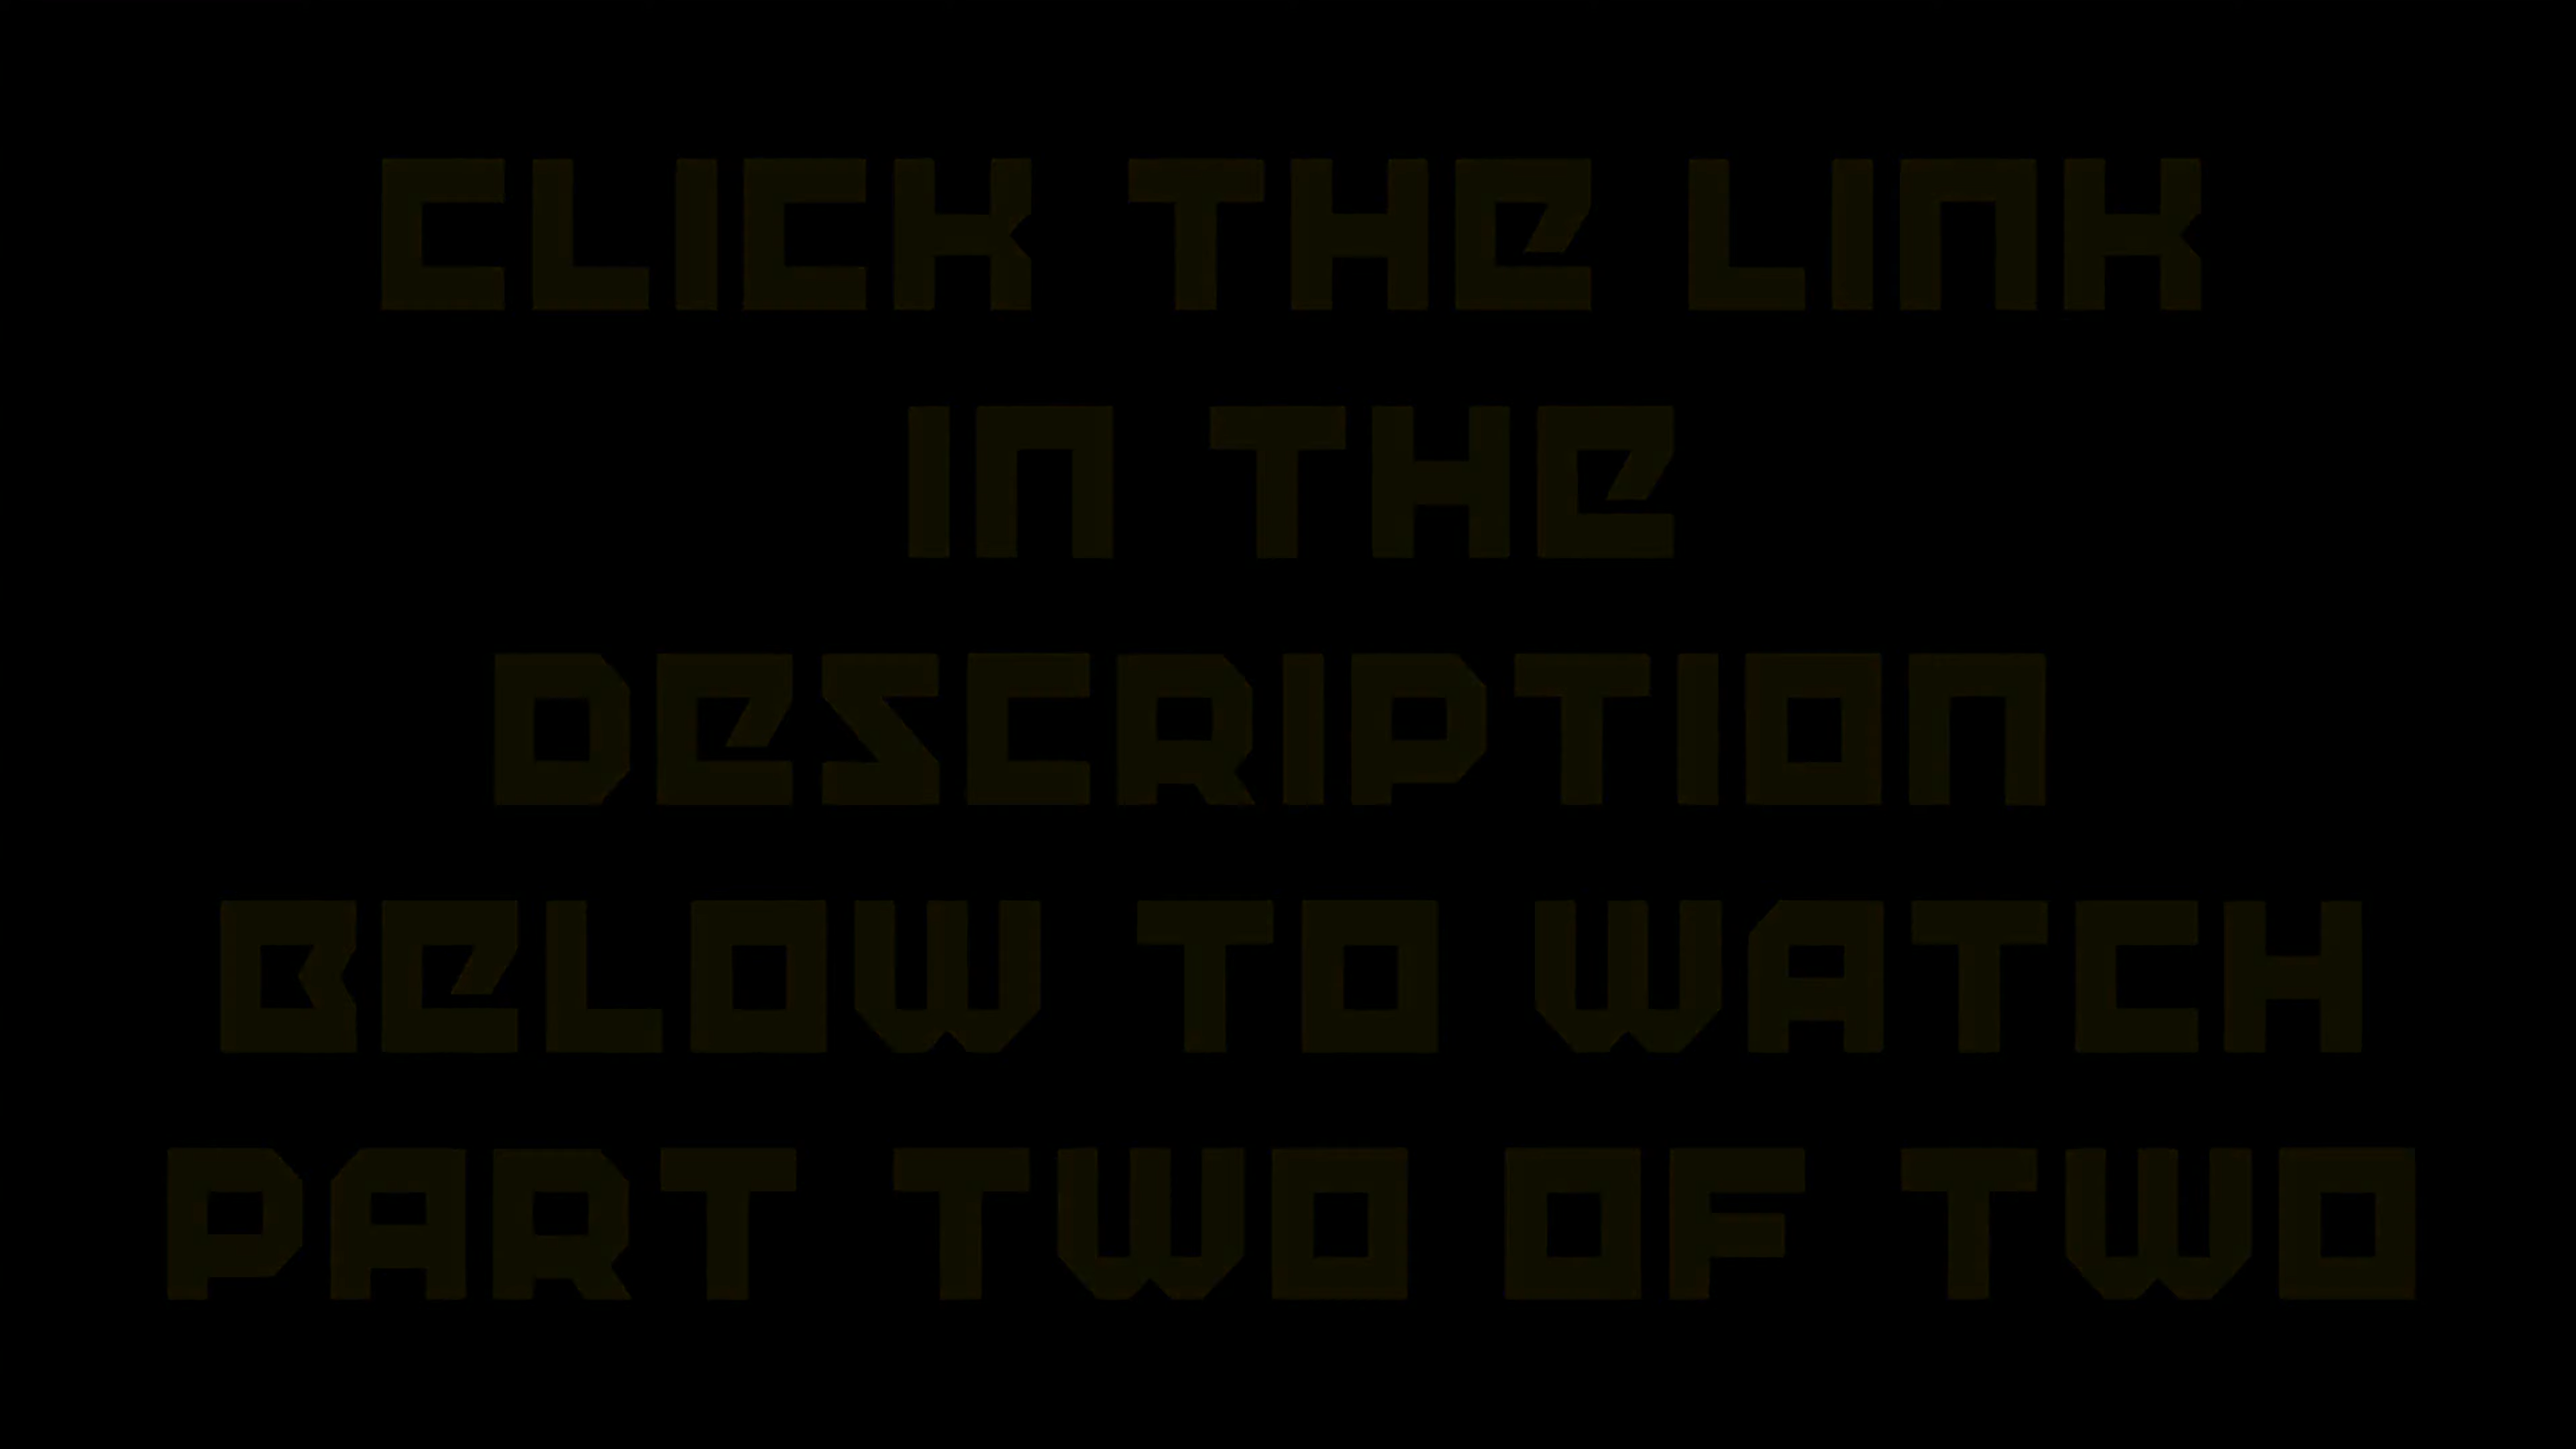 CLICK THE LINK
IN THE
DESCRIPTION
BELOW TO WATCH
PART TWO OF TWO